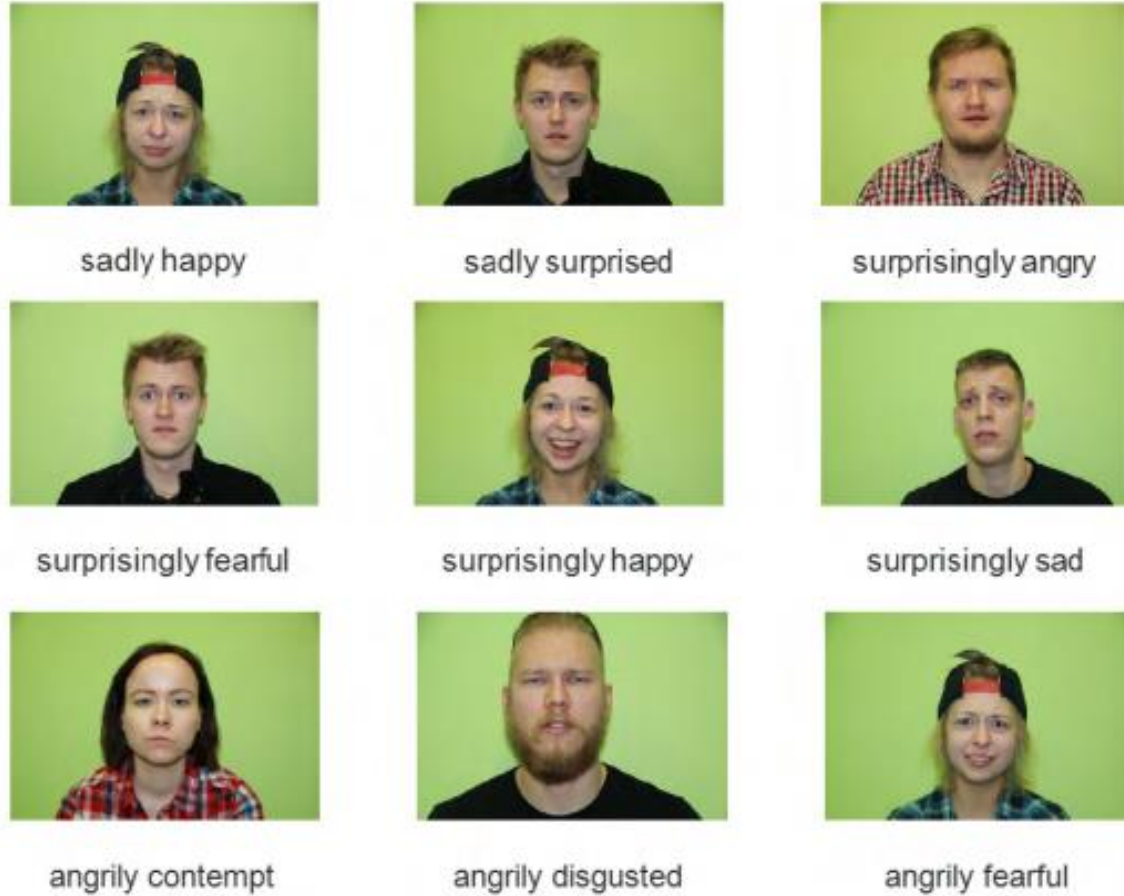 sadly happy
sadly surprised
surprisingly angry
surprisingly fearful
surprisingly happy
surprisingly sad
angrily contempt
angrily disgusted
angrily fearful